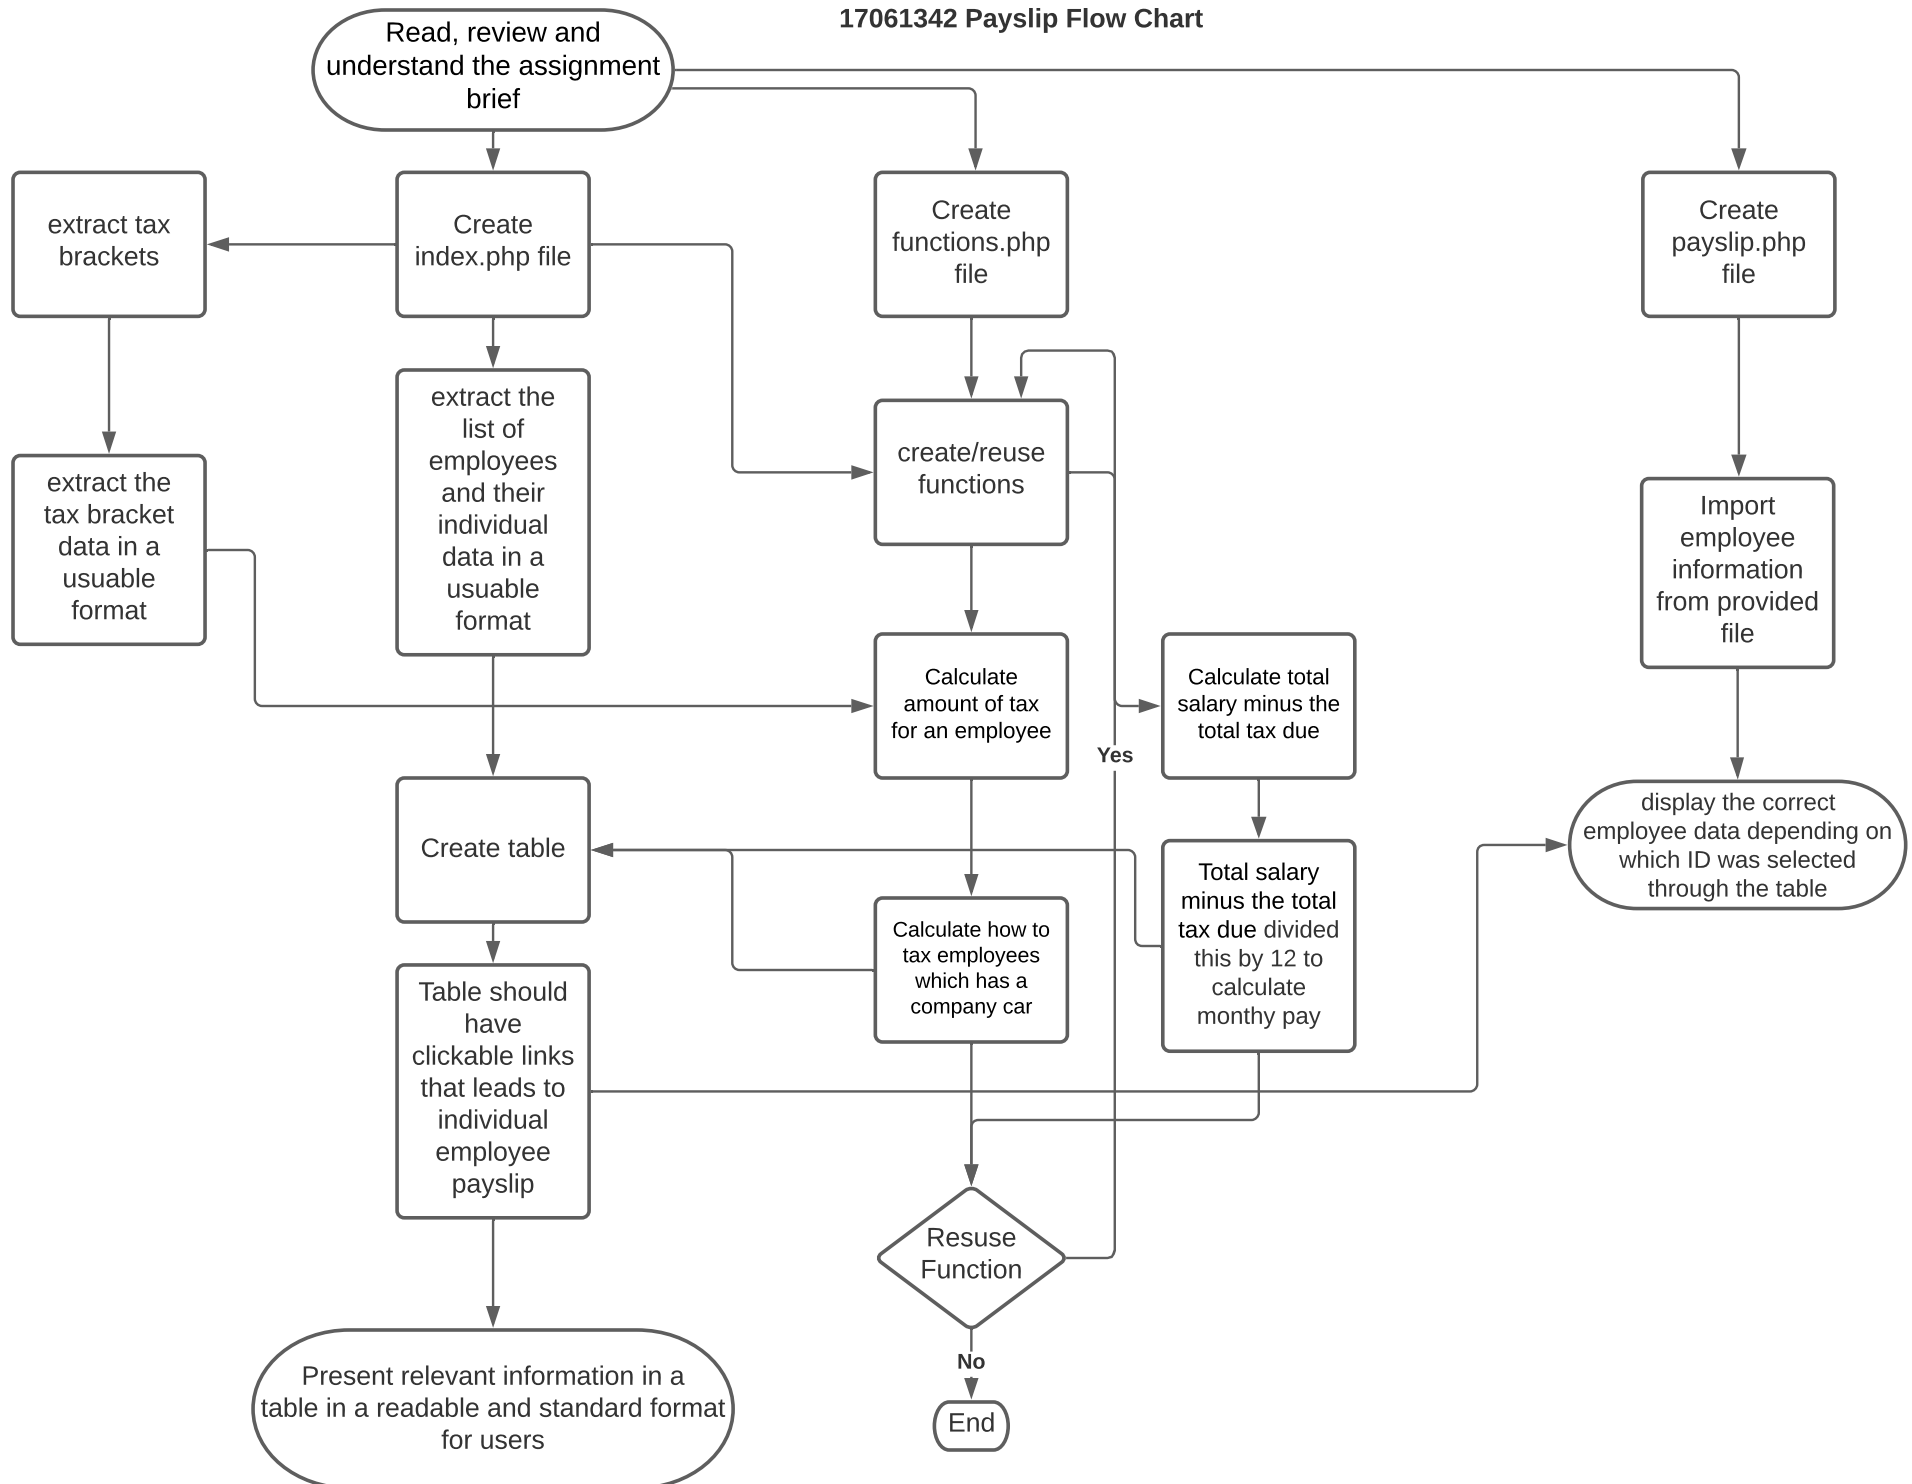 17061342 Payslip Flow Chart
Read, review and
understand the assignment
brief
extract tax
brackets
Create
index.php file
Create
functions.php
file
Create
payslip.php
file
extract the
list of
employees
and their
individual
data in a
usuable
format
create/reuse
functions
extract the
tax bracket
data in a
usuable
format
Import
employee
information
from provided
file
Calculate
amount of tax
for an employee
Calculate total
salary minus the
total tax due
Yes
Create table
display the correct
employee data depending on
which ID was selected
through the table
Total salary
minus the total
tax due divided
this by 12 to
calculate
monthy pay
Calculate how to
tax employees
which has a
company car
Table should
have
clickable links
that leads to
individual
employee
payslip
Resuse
Function
No
Present relevant information in a
table in a readable and standard format
for users
End